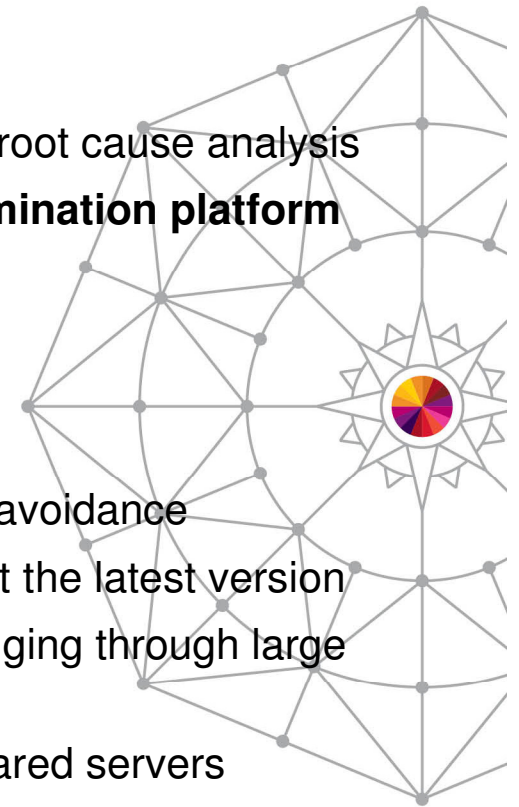 root cause analysis
mination platform
avoidance
t the latest version
ging through large
ared servers